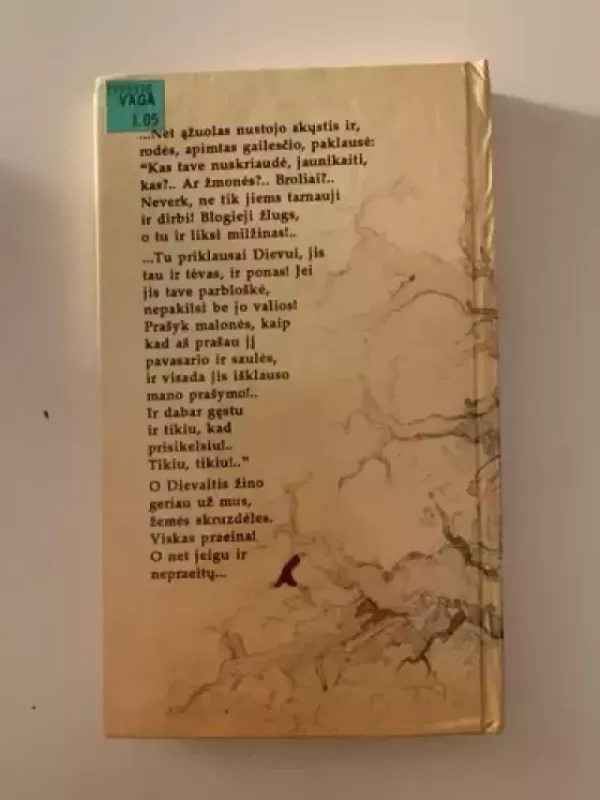 VAGA
1.05
...Net ąžuolas nustojo skųstis ir,
rodės, apimtas gailesčio, paklausė:
"Kas tave nuskriaudė, jaunikaiti,
kas?.. Ar žmonės?.. Broliai?..
Neverk, ne tik jiems tarnauji
ir dirbi! Blogieji žlugs,
o tu ir liksi milžinas!..
...Tu priklausai Dievui, jis
tau ir tėvas, ir ponas! Jei
jis tave parbloškė,
nepakilsi be jo valios!
Prašyk malonės, kaip
kad aš prašau jį
pavasario ir saulės,
ir visada jis išklauso
mano prašymo!..
Ir dabar gęstu
ir tikiu, kad
prisikelsiu!..
Tikiu, tikiu!.."
O Dievaitis žino
geriau už mus,
žemės skruzdėles.
Viskas praeina!
O net jeigu ir
nepraeitų...